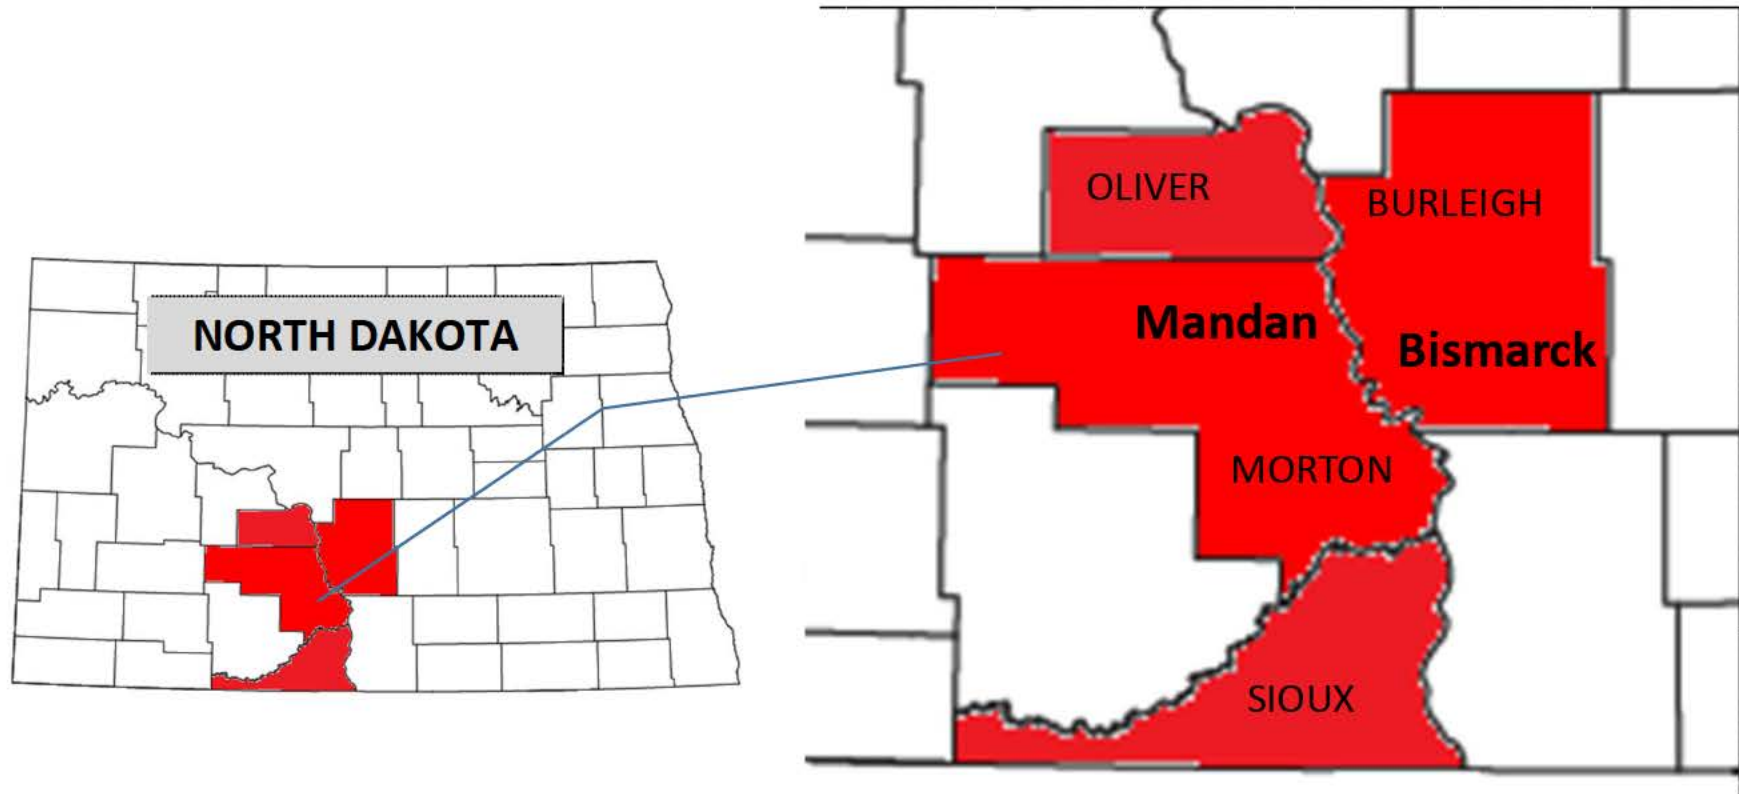 NORTH DAKOTA
OLIVER
BURLEIGH
Mandan
Bismarck
MORTON
SIOUX